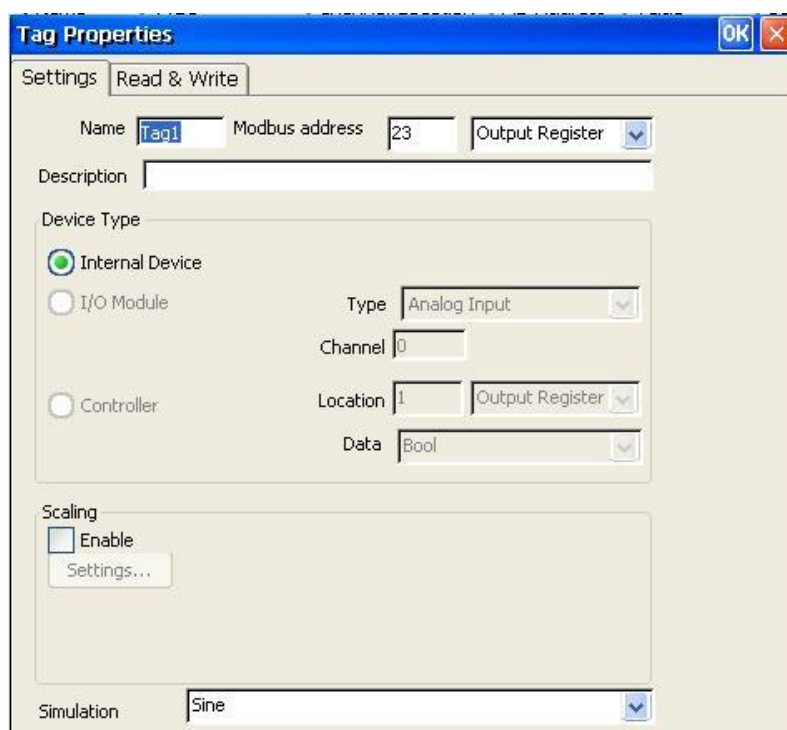 Tag Properties OK
Settings Read & Write
Name Tag1 Modbus address 23 Output Register
Description
Device Type
Internal Device
I/O Module Type Analog Input
Channel 0
Controller Location 1 Output Register
Data Bool
Scaling
Enable
Settings...
Simulation Sine